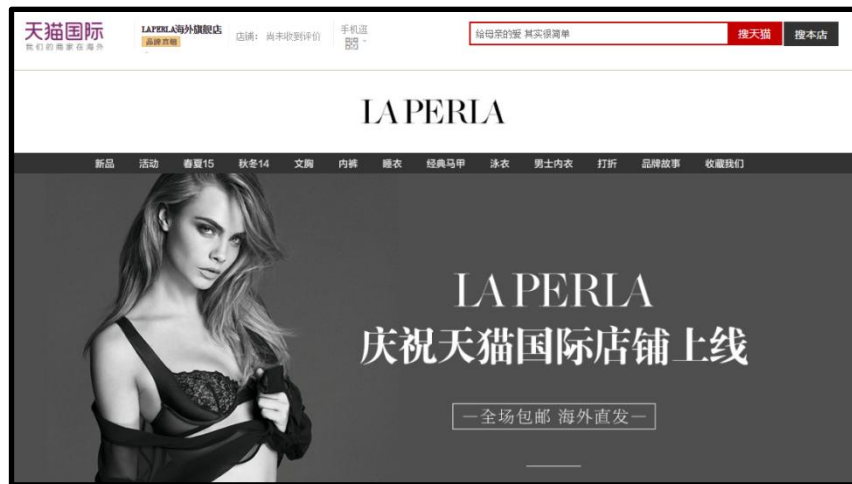 天猫国际
我们的商家在海外
LAPERLA海外旗舰店
品牌直销
店铺： 尚未收到评价
手机逛
给母亲的爱 其实很简单
搜天猫
搜本店
LA PERLA
新品 活动 春夏15 秋冬14 文胸 内裤 睡衣 经典马甲 泳衣 男士内衣 打折 品牌故事 收藏我们
LA PERLA
庆祝天猫国际店铺上线
—全场包邮 海外直发—